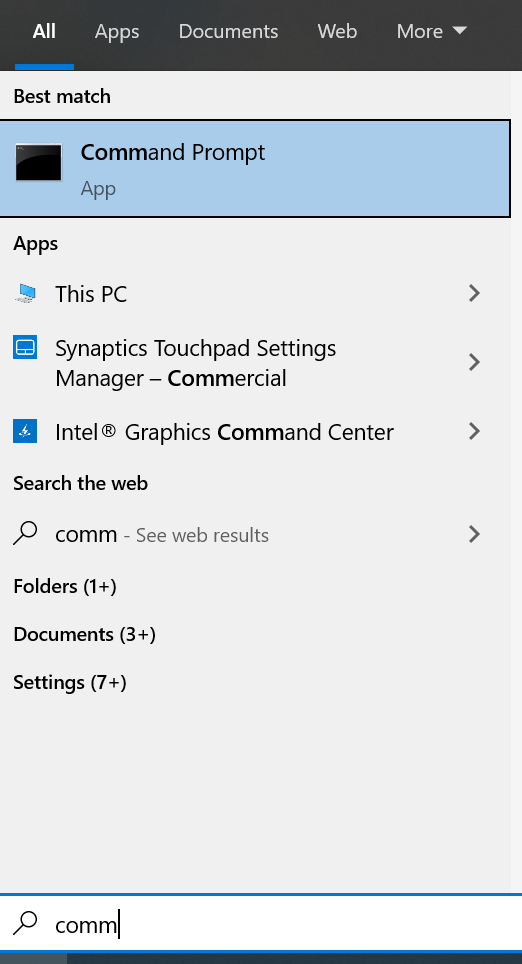 All Apps Documents Web More
Best match
Command Prompt
App
Apps
This PC
Synaptics Touchpad Settings
Manager – Commercial
Intel® Graphics Command Center
Search the web
comm - See web results
Folders (1+)
Documents (3+)
Settings (7+)
comm